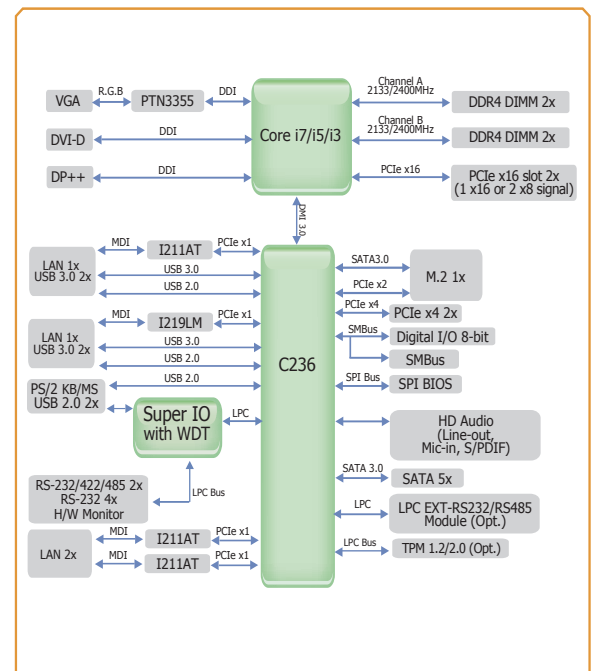 VGA
R.G.B
PTN3355
DDI
Core i7/i5/i3
Channel A
2133/2400MHz
DDR4 DIMM 2x
DVI-D
DDI
Channel B
2133/2400MHz
DDR4 DIMM 2x
DP++
DDI
PCIe x16
PCIe x16 slot 2x
(1 x16 or 2 x8 signal)
DMI 3.0
LAN 1x
USB 3.0 2x
MDI
I211AT
PCIe x1
USB 3.0
USB 2.0
LAN 1x
USB 3.0 2x
MDI
I219LM
PCIe x1
USB 3.0
USB 2.0
PS/2 KB/MS
USB 2.0 2x
USB 2.0
Super IO
with WDT
LPC
RS-232/422/485 2x
RS-232 4x
H/W Monitor
LPC Bus
LAN 2x
MDI
I211AT
PCIe x1
MDI
I211AT
PCIe x1
C236
SATA3.0
M.2 1x
PCIe x2
PCIe x4
PCIe x4 2x
SMBus
Digital I/O 8-bit
SMBus
SPI Bus
SPI BIOS
HD Audio
(Line-out,
Mic-in, S/PDIF)
SATA 3.0
SATA 5x
LPC
LPC EXT-RS232/RS485
Module (Opt.)
LPC Bus
TPM 1.2/2.0 (Opt.)